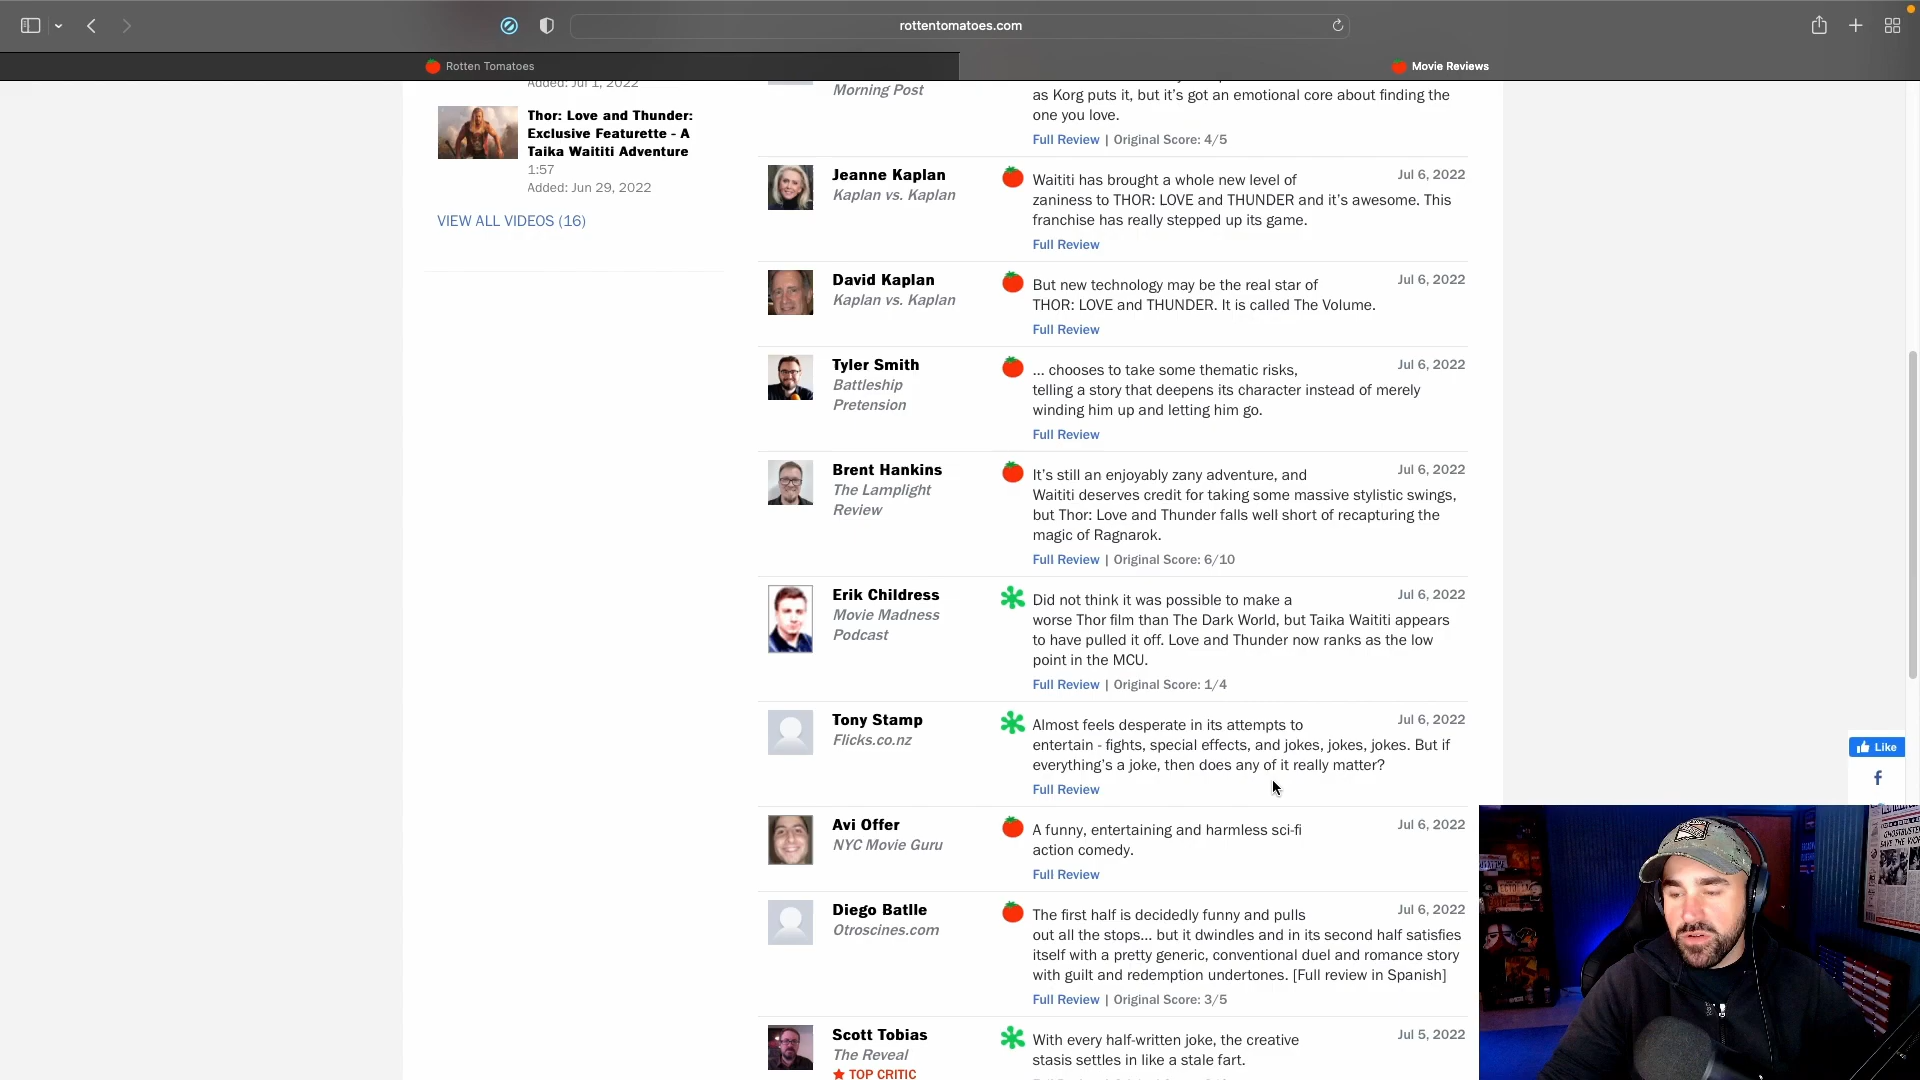 rottentomatoes.com
Rotten Tomatoes
Movie Reviews
Added: Jul 1, 2022
Thor: Love and Thunder:
Exclusive Featurette - A
Taika Waititi Adventure
1:57
Added: Jun 29, 2022
VIEW ALL VIDEOS (16)
Morning Post
as Korg puts it, but it's got an emotional core about finding the
one you love.
Full Review | Original Score: 4/5
Jeanne Kaplan
Kaplan vs. Kaplan
Jul 6, 2022
Waititi has brought a whole new level of
zaniness to THOR: LOVE and THUNDER and it's awesome. This
franchise has really stepped up its game.
Full Review
David Kaplan
Kaplan vs. Kaplan
Jul 6, 2022
But new technology may be the real star of
THOR: LOVE and THUNDER. It is called The Volume.
Full Review
Tyler Smith
Battleship
Pretension
Jul 6, 2022
... chooses to take some thematic risks,
telling a story that deepens its character instead of merely
winding him up and letting him go.
Full Review
Brent Hankins
The Lamplight
Review
Jul 6, 2022
It's still an enjoyably zany adventure, and
Waititi deserves credit for taking some massive stylistic swings,
but Thor: Love and Thunder falls well short of recapturing the
magic of Ragnarok.
Full Review | Original Score: 6/10
Erik Childress
Movie Madness
Podcast
Jul 6, 2022
Did not think it was possible to make a
worse Thor film than The Dark World, but Taika Waititi appears
to have pulled it off. Love and Thunder now ranks as the low
point in the MCU.
Full Review | Original Score: 1/4
Tony Stamp
Flicks.co.nz
Jul 6, 2022
Almost feels desperate in its attempts to
entertain - fights, special effects, and jokes, jokes, jokes. But if
everything's a joke, then does any of it really matter?
Full Review
Avi Offer
NYC Movie Guru
Jul 6, 2022
A funny, entertaining and harmless sci-fi
action comedy.
Full Review
Diego Batlle
Otroscines.com
Jul 6, 2022
The first half is decidedly funny and pulls
out all the stops... but it dwindles and in its second half satisfies
itself with a pretty generic, conventional duel and romance story
with guilt and redemption undertones. [Full review in Spanish]
Full Review | Original Score: 3/5
Scott Tobias
The Reveal
TOP CRITIC
Jul 5, 2022
With every half-written joke, the creative
stasis settles in like a stale fart.
Like